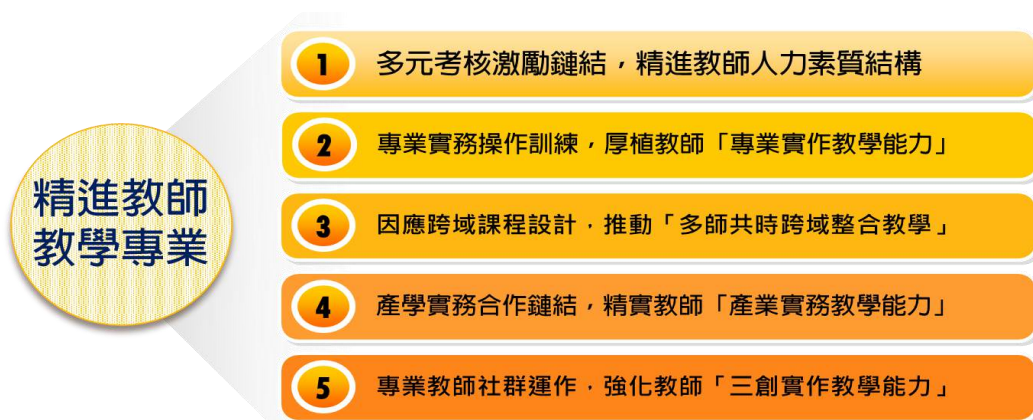 精進教師
教學專業
1 多元考核激勵鏈結，精進教師人力素質結構
2 專業實務操作訓練，厚植教師「專業實作教學能力」
3 因應跨域課程設計，推動「多師共時跨域整合教學」
4 產學實務合作鏈結，精實教師「產業實務教學能力」
5 專業教師社群運作，強化教師「三創實作教學能力」